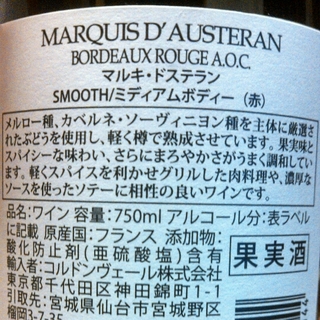 MARQUIS D'AUSTERAN
BORDEAUX ROUGE A.O.C.
マルキ・ドステラン
SMOOTH/ミディアムボディー（赤）
メルロー種、カベルネ・ソーヴィニヨン種を主体に厳選さ
れたぶどうを使用し、軽く樽で熟成させています。果実味と
スパイシーな味わい、さらにまろやかさがうまく調和してい
ます。軽くスパイスを利かせグリルした肉料理や、濃厚な
ソースを使ったソテーに相性の良いワインです。
品名:ワイン 容量:750ml アルコール分:表ラベル
に記載 原産国:フランス 添加物:
酸化防止剤(亜硫酸塩)含有
輸入者:コルドンヴェール株式会社
東京都千代田区神田錦町1-1
引取先:宮城県仙台市宮城野区
榴岡3-7-35
果実酒